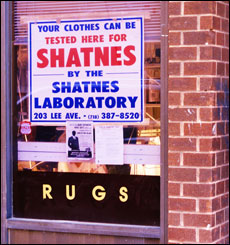 YOUR CLOTHES CAN BE
TESTED HERE FOR
SHATNES
BY THE
SHATNES
LABORATORY
203 LEE AVE. • (718) 387-8520
RUGS